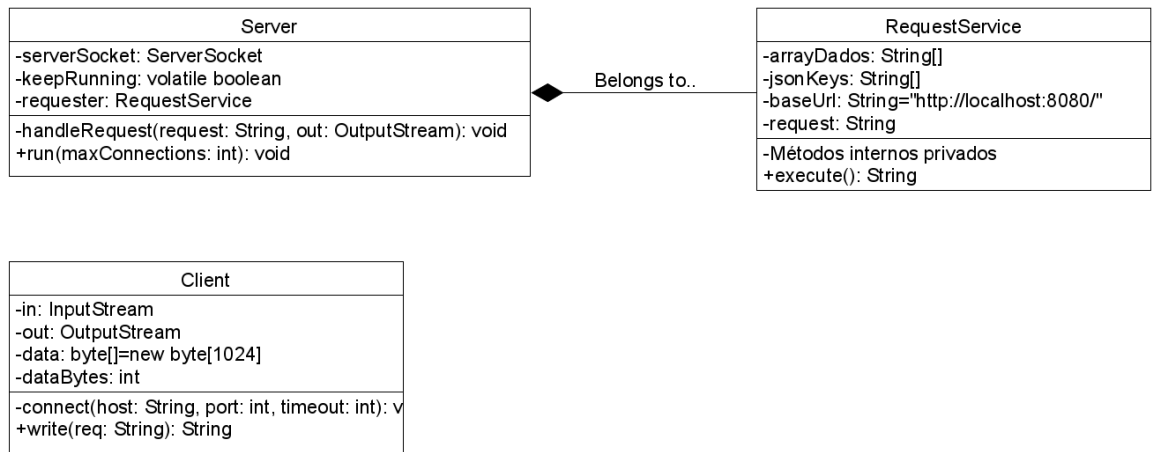 Server
-serverSocket: ServerSocket
-keepRunning: volatile boolean
-requester: RequestService
-handleRequest(request: String, out: OutputStream): void
+run(maxConnections: int): void
Belongs to..
RequestService
-arrayDados: String[]
-jsonKeys: String[]
-baseUrl: String="http://localhost:8080/"
-request: String
-Métodos internos privados
+execute(): String
Client
-in: InputStream
-out: OutputStream
-data: byte[]=new byte[1024]
-dataBytes: int
-connect(host: String, port: int, timeout: int): v
+write(req: String): String